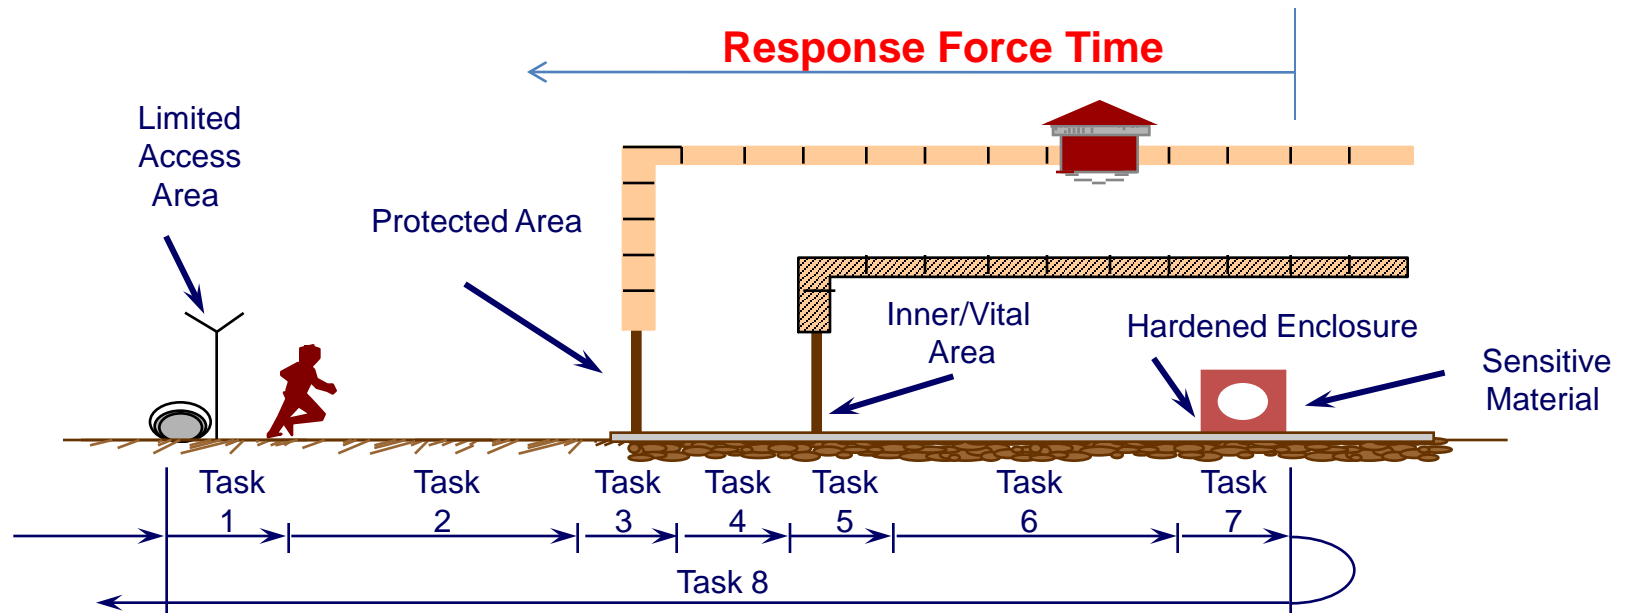 Response Force Time
Limited
Access
Area
Protected Area
Inner/Vital
Area
Hardened Enclosure
Sensitive
Material
Task
1
Task
2
Task
3
Task
4
Task
5
Task
6
Task
7
Task 8